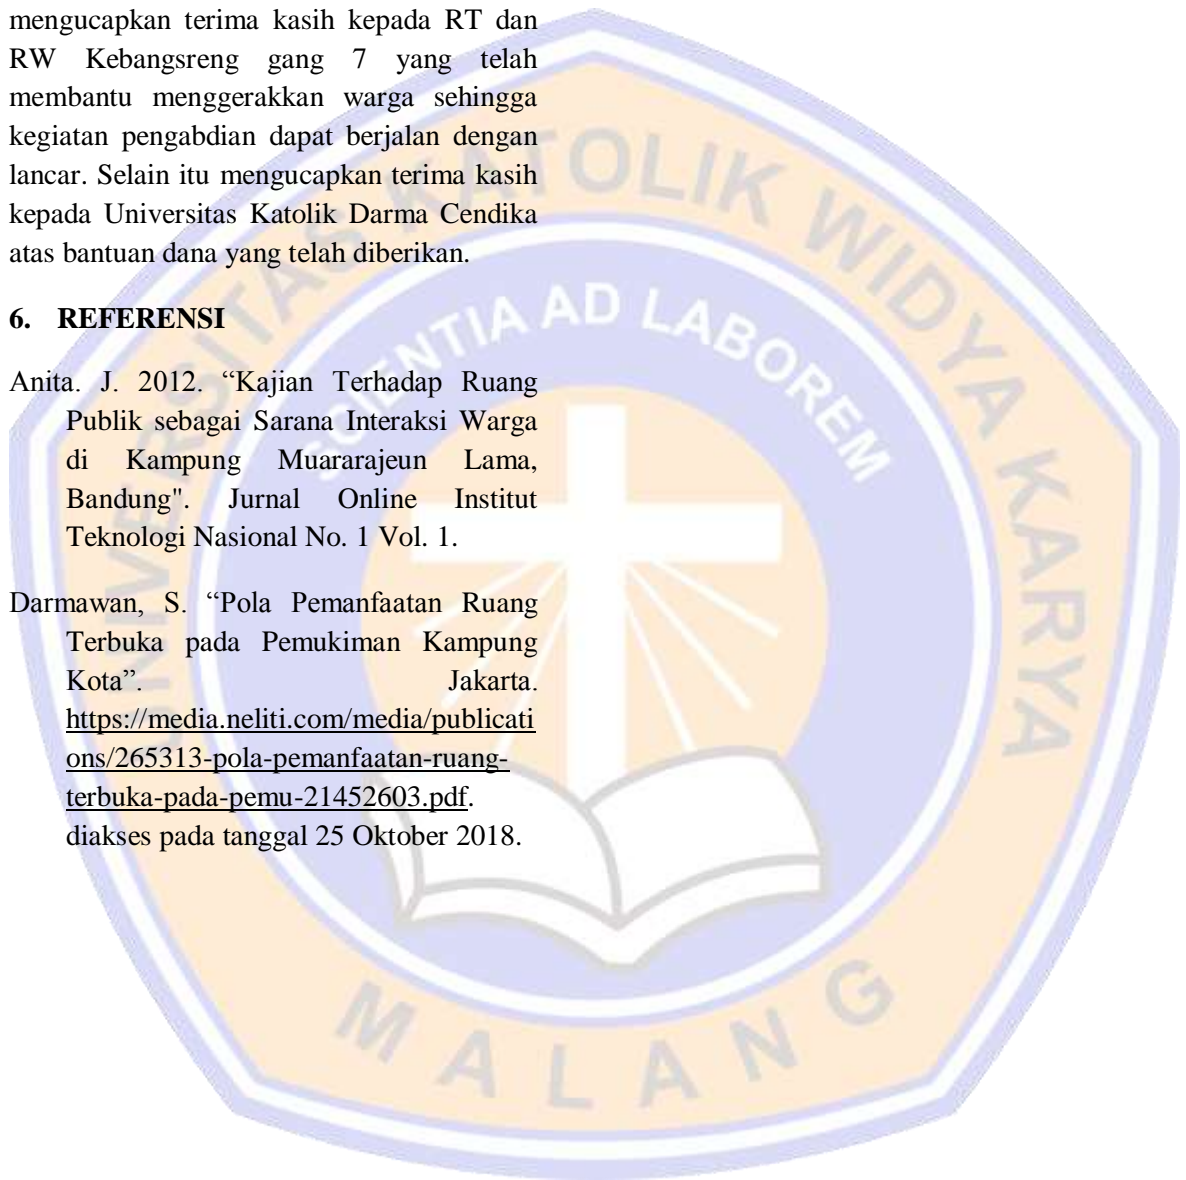 mengucapkan terima kasih kepada RT dan
RW Kebangsreng gang 7 yang telah
membantu menggerakkan warga sehingga
kegiatan pengabdian dapat berjalan dengan
lancar. Selain itu mengucapkan terima kasih
kepada Universitas Katolik Darma Cendika
atas bantuan dana yang telah diberikan.
6. REFERENSI
Anita. J. 2012. “Kajian Terhadap Ruang
Publik sebagai Sarana Interaksi Warga
di Kampung Muararajeun Lama,
Bandung". Jurnal Online Institut
Teknologi Nasional No. 1 Vol. 1.
Darmawan, S. “Pola Pemanfaatan Ruang
Terbuka pada Pemukiman Kampung
Kota”. Jakarta.
https://media.neliti.com/media/publicati
ons/265313-pola-pemanfaatan-ruang-
terbuka-pada-pemu-21452603.pdf.
diakses pada tanggal 25 Oktober 2018.
UNIVERSITAS KATOLIK WIDYA KARYA
SCIENTIA AD LABOREM
MALANG